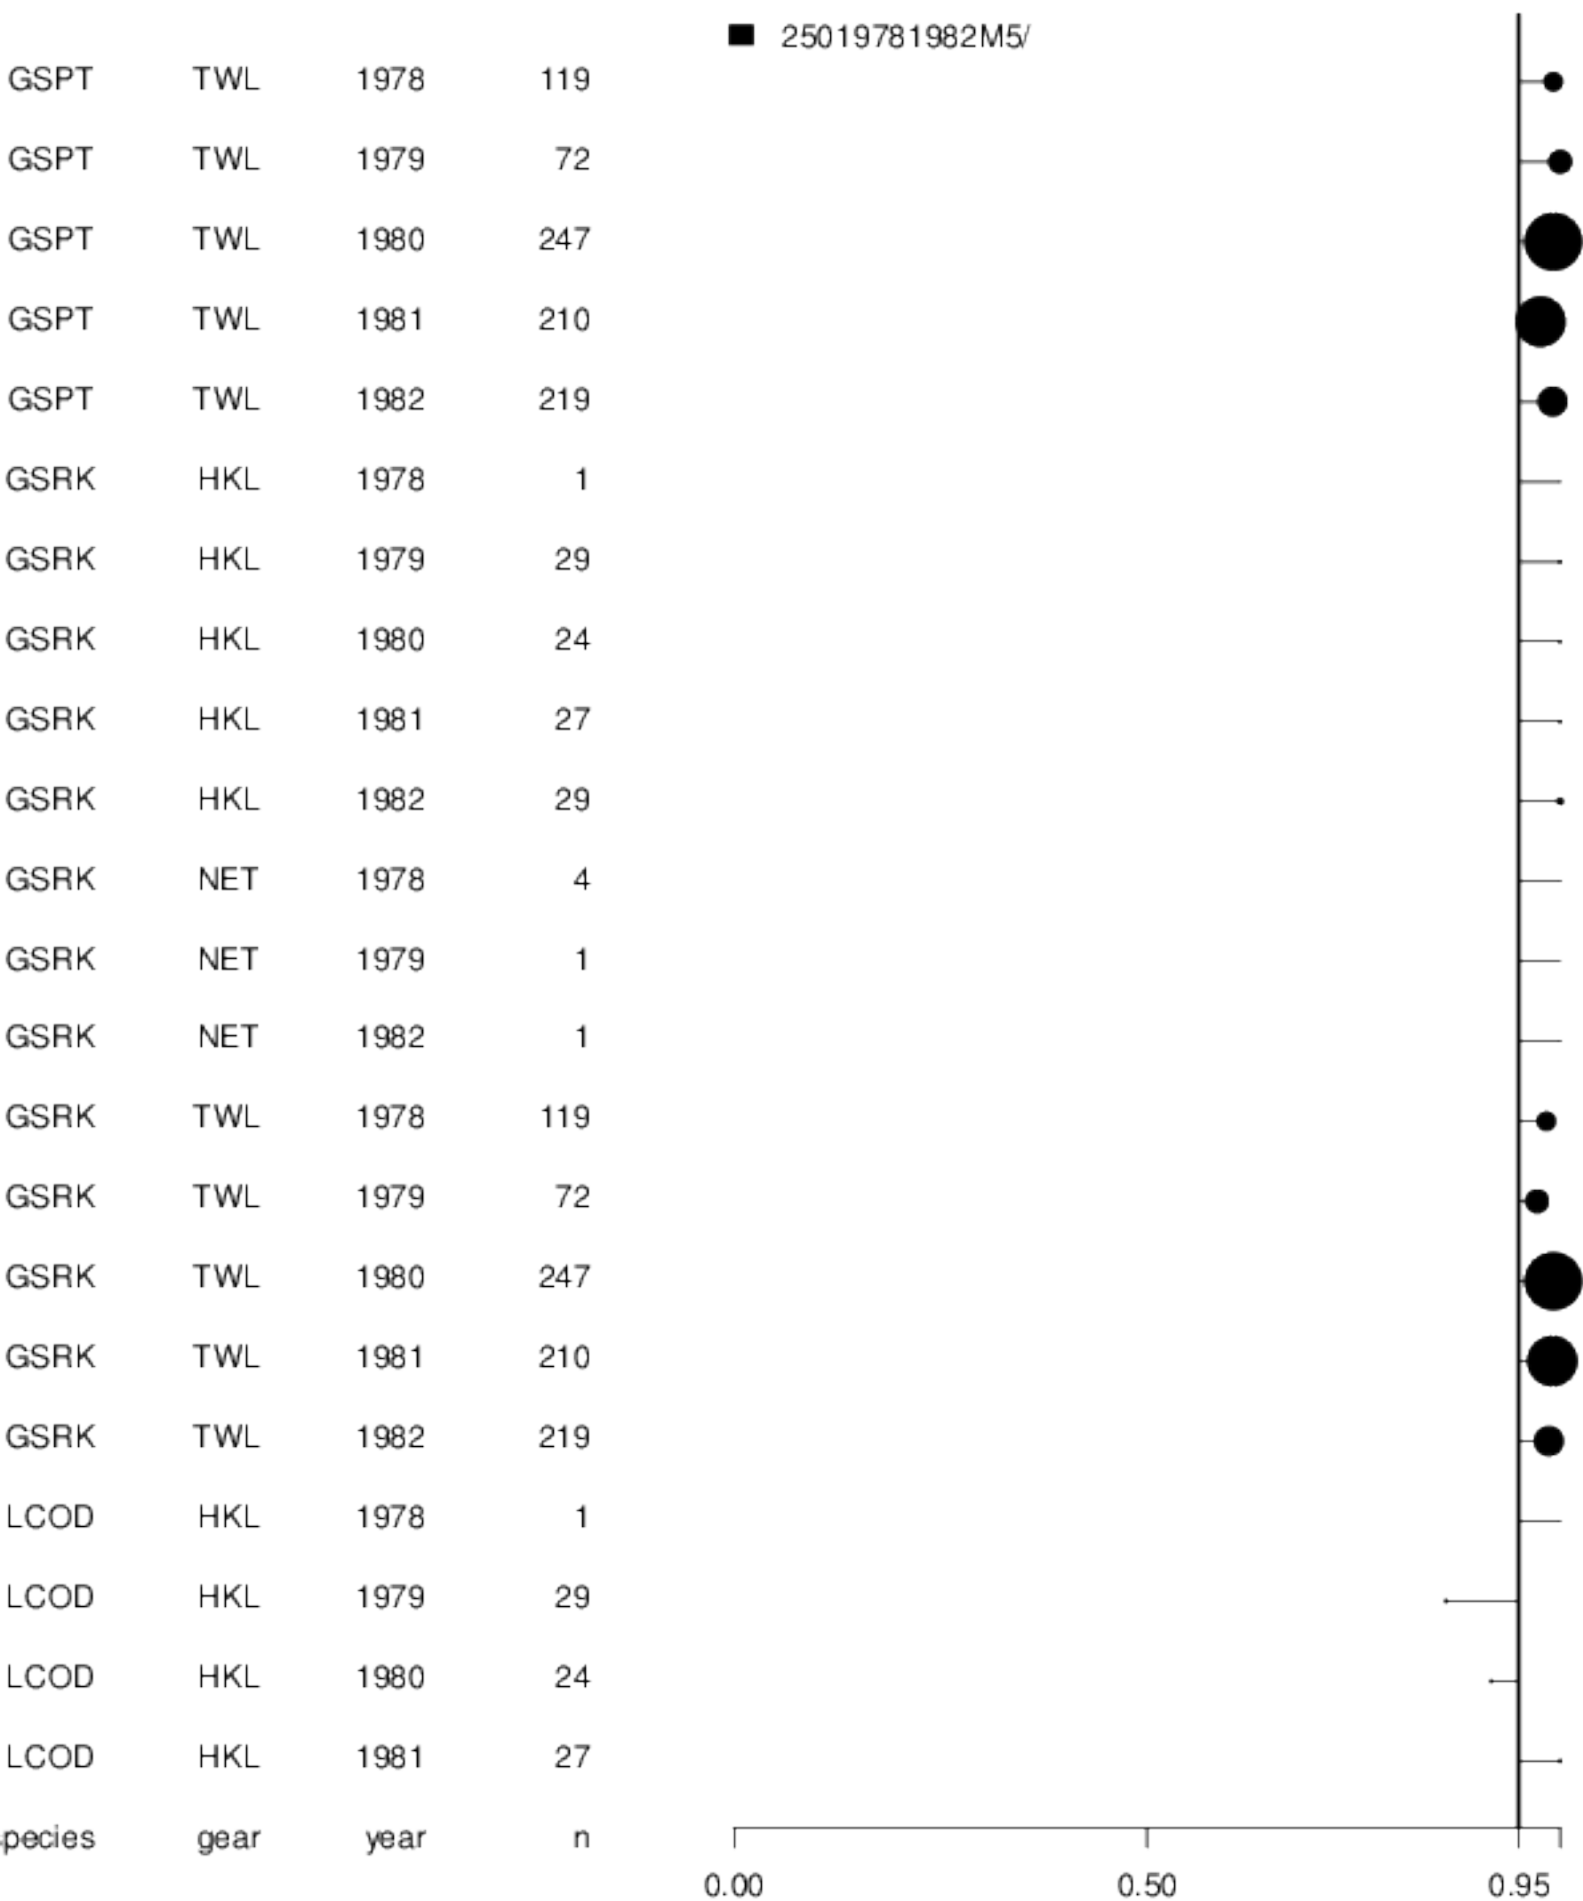 25019781982M5/
GSPT TWL 1978 119
GSPT TWL 1979 72
GSPT TWL 1980 247
GSPT TWL 1981 210
GSPT TWL 1982 219
GSRK HKL 1978 1
GSRK HKL 1979 29
GSRK HKL 1980 24
GSRK HKL 1981 27
GSRK HKL 1982 29
GSRK NET 1978 4
GSRK NET 1979 1
GSRK NET 1982 1
GSRK TWL 1978 119
GSRK TWL 1979 72
GSRK TWL 1980 247
GSRK TWL 1981 210
GSRK TWL 1982 219
LCOD HKL 1978 1
LCOD HKL 1979 29
LCOD HKL 1980 24
LCOD HKL 1981 27
pecies gear year n
0.00 0.50 0.95